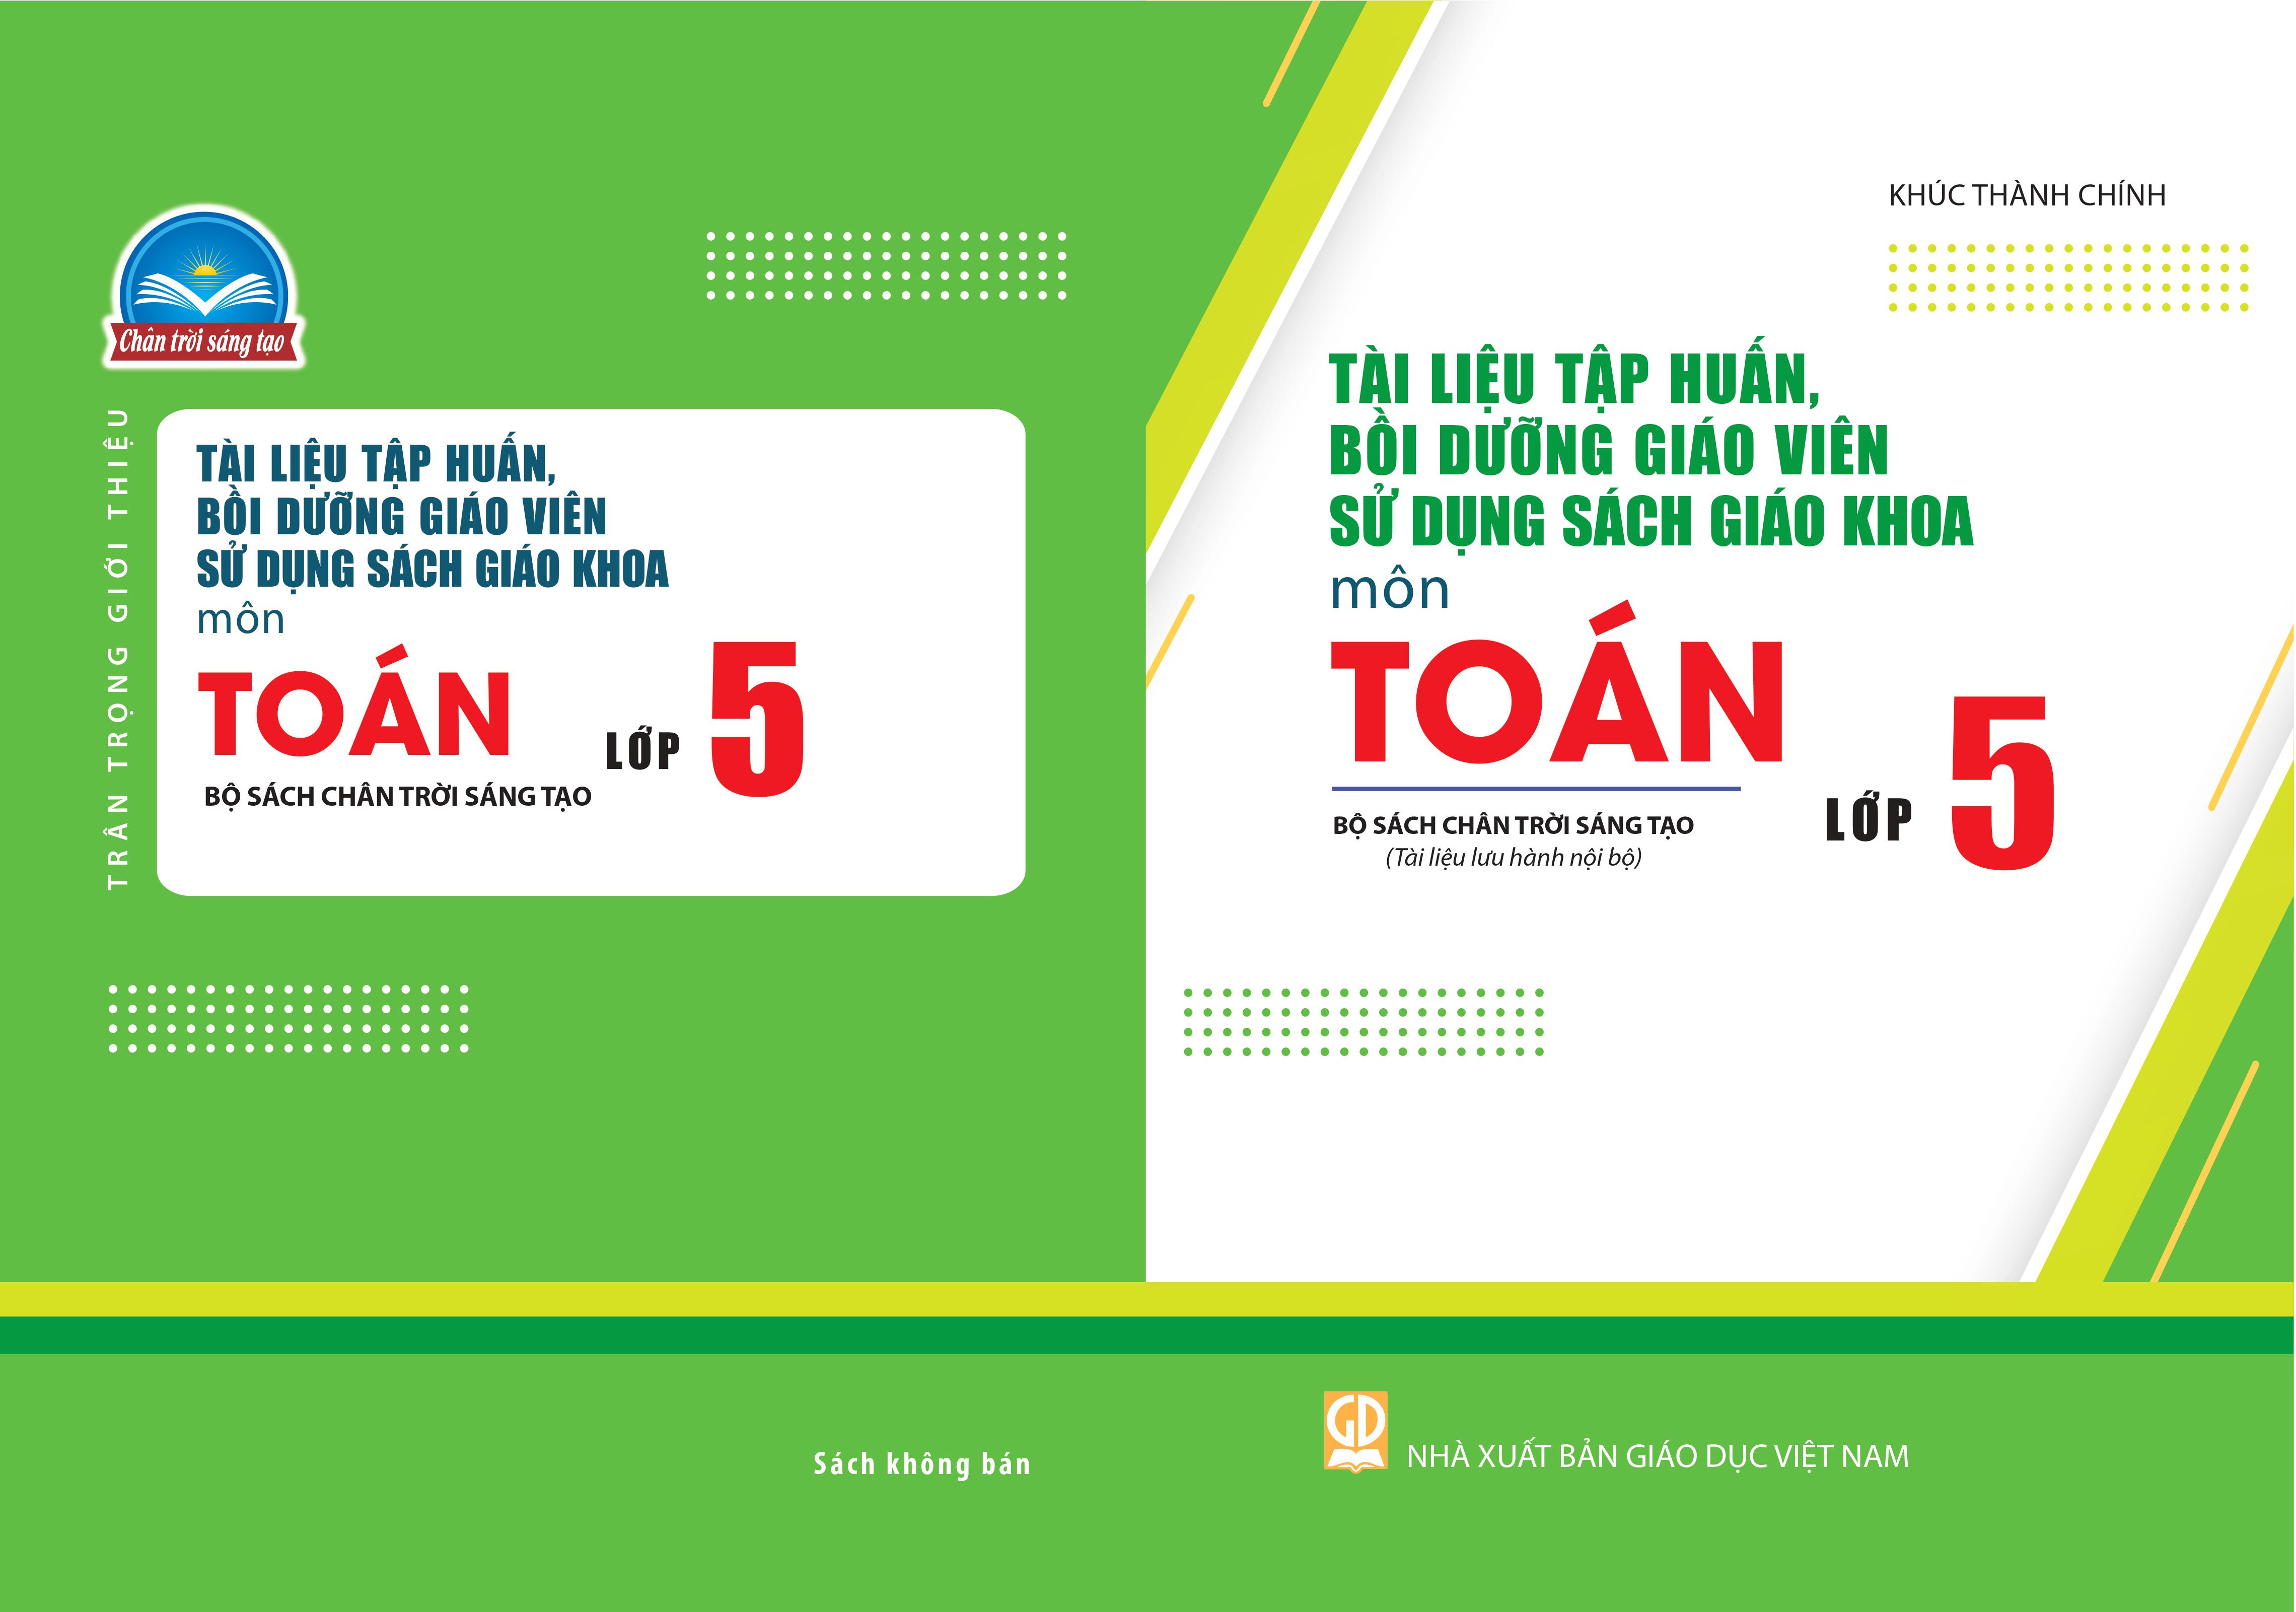 Chân trời sáng tạo
TRÂN TRỌNG GIỚI THIỆU
TÀI LIỆU TẬP HUẤN,
BỒI DƯỠNG GIÁO VIÊN
SỬ DỤNG SÁCH GIÁO KHOA
môn
TOÁN
LỚP 5
BỘ SÁCH CHÂN TRỜI SÁNG TẠO
Sách không bán
KHÚC THÀNH CHÍNH
TÀI LIỆU TẬP HUẤN,
BỒI DƯỠNG GIÁO VIÊN
SỬ DỤNG SÁCH GIÁO KHOA
môn
TOÁN
LỚP 5
BỘ SÁCH CHÂN TRỜI SÁNG TẠO
(Tài liệu lưu hành nội bộ)
GD
NHÀ XUẤT BẢN GIÁO DỤC VIỆT NAM